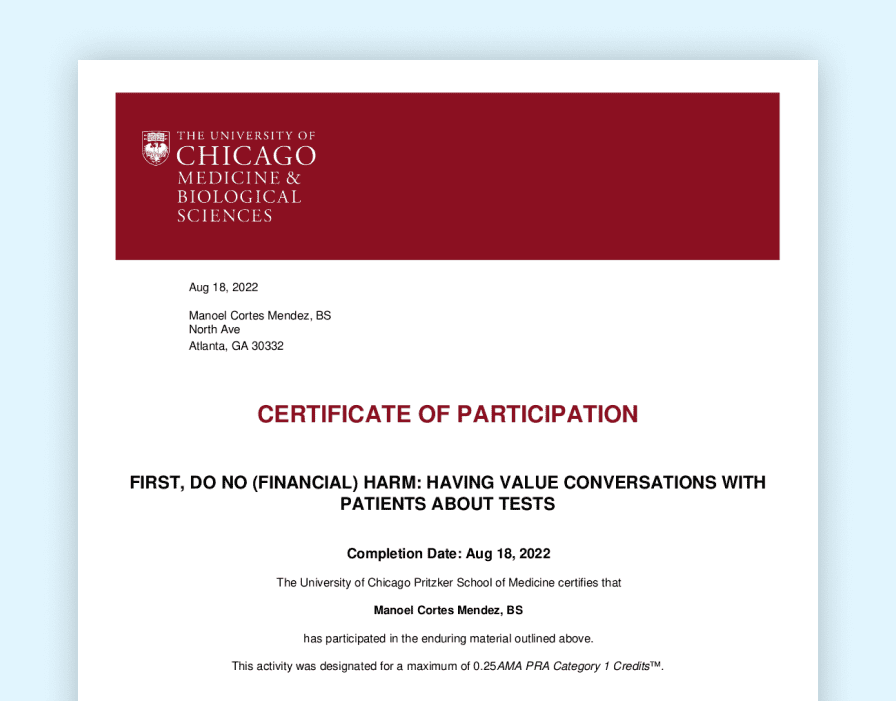 THE UNIVERSITY OF
CHICAGO
MEDICINE &
BIOLOGICAL
SCIENCES
Aug 18, 2022
Manoel Cortes Mendez, BS
North Ave
Atlanta, GA 30332
CERTIFICATE OF PARTICIPATION
FIRST, DO NO (FINANCIAL) HARM: HAVING VALUE CONVERSATIONS WITH
PATIENTS ABOUT TESTS
Completion Date: Aug 18, 2022
The University of Chicago Pritzker School of Medicine certifies that
Manoel Cortes Mendez, BS
has participated in the enduring material outlined above.
This activity was designated for a maximum of 0.25AMA PRA Category 1 Credits™.